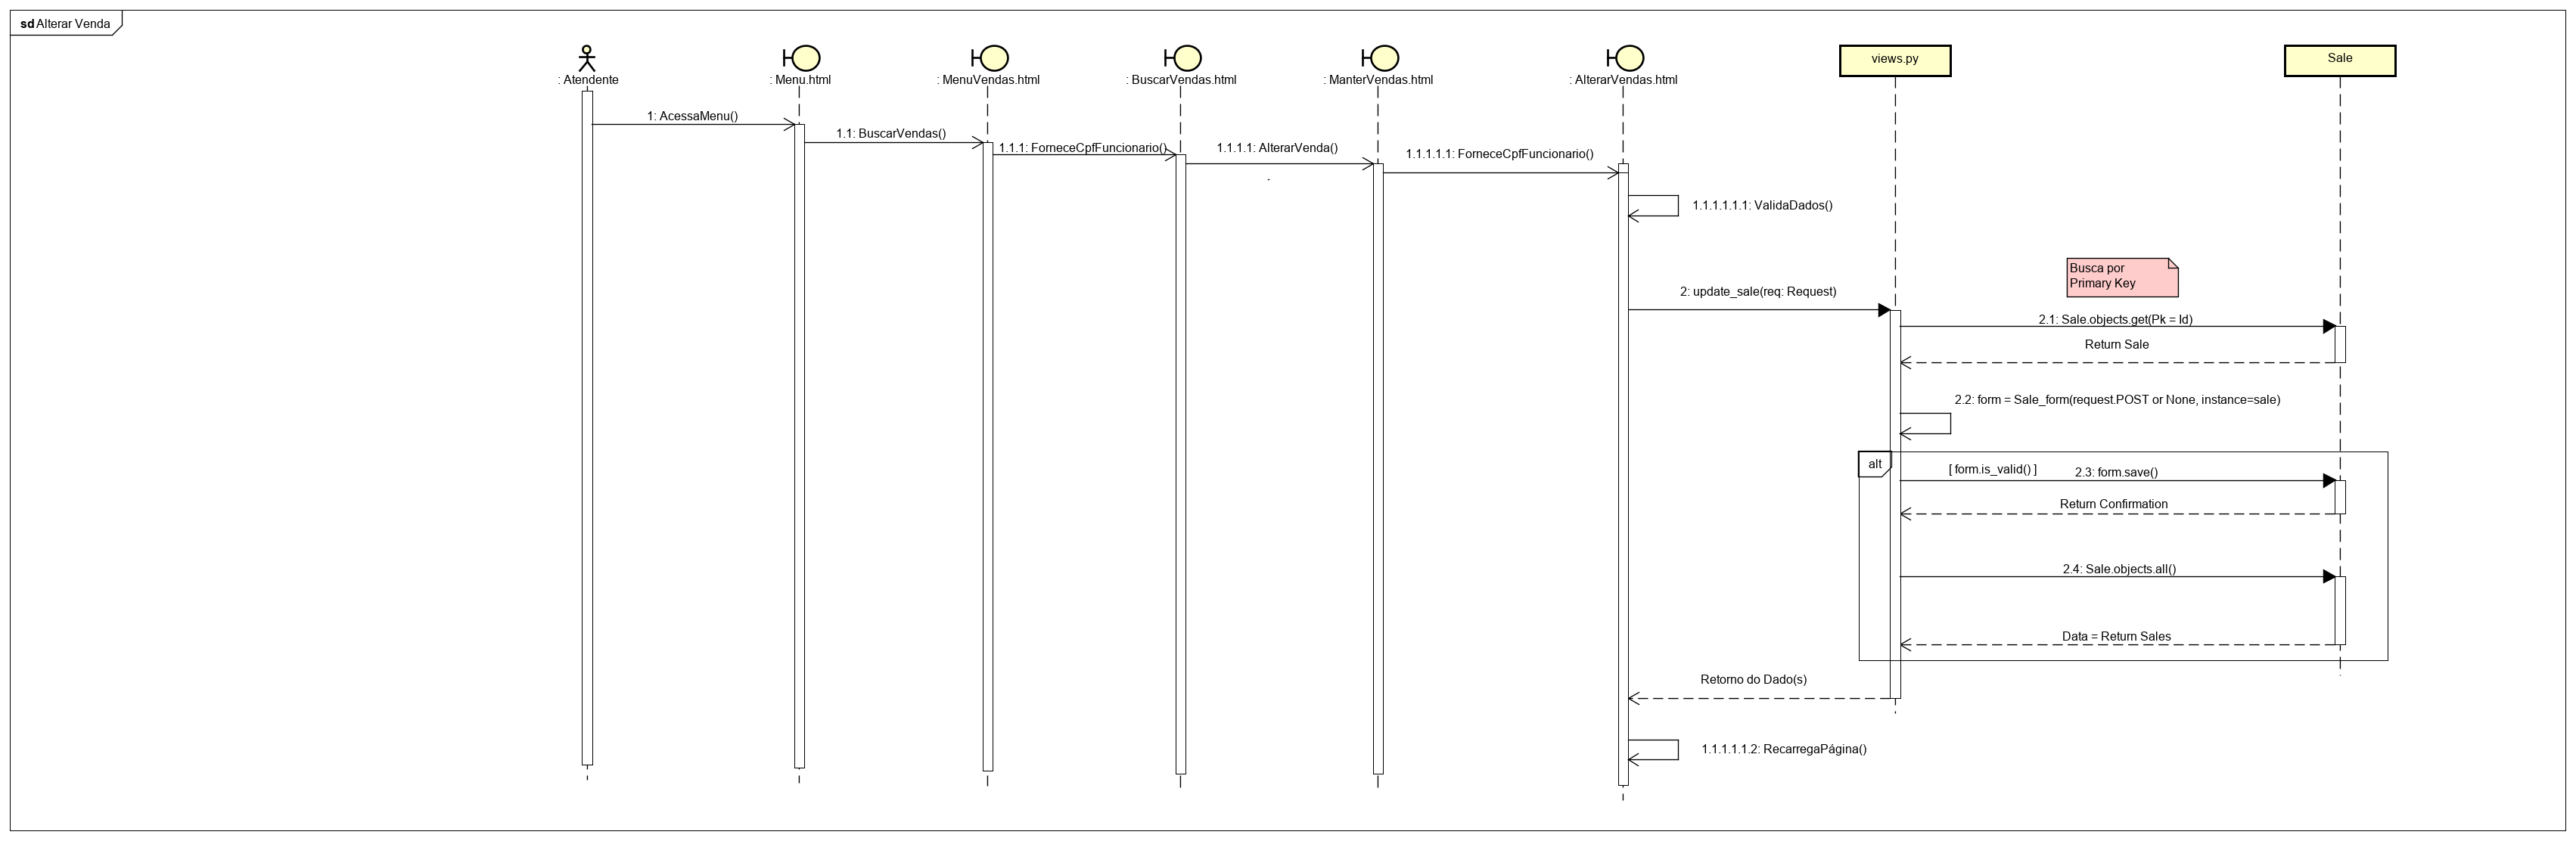 sd Alterar Venda
: Atendente
: Menu.html
: MenuVendas.html
: BuscarVendas.html
: ManterVendas.html
: AlterarVendas.html
views.py
Sale
1: AcessaMenu()
1.1: BuscarVendas()
1.1.1: ForneceCpfFuncionario()
1.1.1.1: AlterarVenda()
1.1.1.1.1: ForneceCpfFuncionario()
.
1.1.1.1.1.1: ValidaDados()
Busca por
Primary Key
2: update_sale(req: Request)
2.1: Sale.objects.get(Pk = Id)
Return Sale
2.2: form = Sale_form(request.POST or None, instance=sale)
alt
[ form.is_valid() ]
2.3: form.save()
Return Confirmation
2.4: Sale.objects.all()
Data = Return Sales
Retorno do Dado(s)
1.1.1.1.1.2: RecarregaPágina()